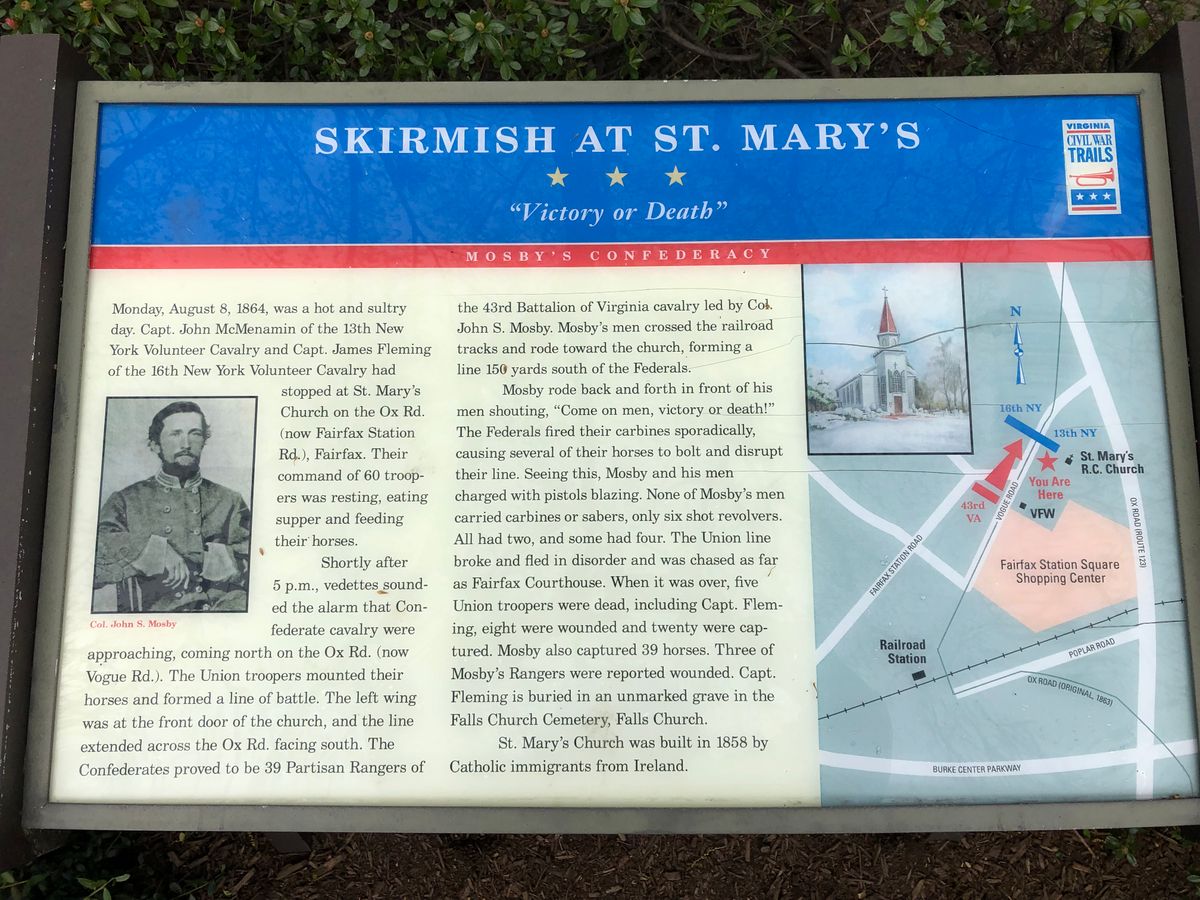 SKIRMISH AT ST. MARY'S
"Victory or Death"
VIRGINIA
CIVIL WAR
TRAILS
MOSBY'S CONFEDERACY
Monday, August 8, 1864, was a hot and sultry
day. Capt. John McMenamin of the 13th New
York Volunteer Cavalry and Capt. James Fleming
of the 16th New York Volunteer Cavalry had
stopped at St. Mary's
Church on the Ox Rd.
(now Fairfax Station
Rd.), Fairfax. Their
command of 60 troop-
ers was resting, eating
supper and feeding
their horses.
Shortly after
5 p.m., vedettes sound-
ed the alarm that Con-
federate cavalry were
Col. John S. Mosby
approaching, coming north on the Ox Rd. (now
Vogue Rd.). The Union troopers mounted their
horses and formed a line of battle. The left wing
was at the front door of the church, and the line
extended across the Ox Rd. facing south. The
Confederates proved to be 39 Partisan Rangers of
the 43rd Battalion of Virginia cavalry led by Col.
John S. Mosby. Mosby's men crossed the railroad
tracks and rode toward the church, forming a
line 150 yards south of the Federals.
Mosby rode back and forth in front of his
men shouting, "Come on men, victory or death!"
The Federals fired their carbines sporadically,
causing several of their horses to bolt and disrupt
their line. Seeing this, Mosby and his men
charged with pistols blazing. None of Mosby's men
carried carbines or sabers, only six shot revolvers.
All had two, and some had four. The Union line
broke and fled in disorder and was chased as far
as Fairfax Courthouse. When it was over, five
Union troopers were dead, including Capt. Flem-
ing, eight were wounded and twenty were cap-
tured. Mosby also captured 39 horses. Three of
Mosby's Rangers were reported wounded. Capt.
Fleming is buried in an unmarked grave in the
Falls Church Cemetery, Falls Church.
St. Mary's Church was built in 1858 by
Catholic immigrants from Ireland.
N
16th NY
13th NY
St. Mary's
R.C. Church
You Are
Here
43rd
VA
VOGUE ROAD
VFW
OX ROAD (ROUTE 123)
FAIRFAX STATION ROAD
Fairfax Station Square
Shopping Center
Railroad
Station
POPLAR ROAD
OX ROAD (ORIGINAL, 1863)
BURKE CENTER PARKWAY